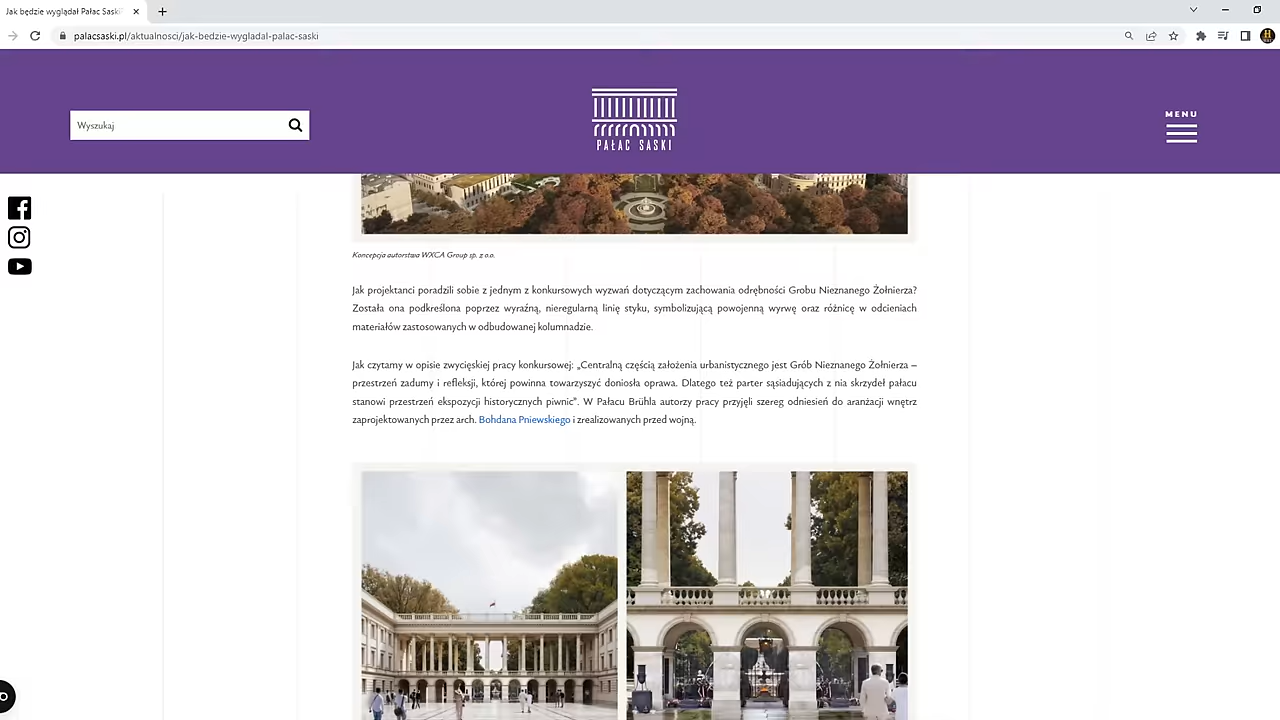 Jak będzie wyglądał Pałac Saski
palacsaski.pl/aktualnosci/jak-bedzie-wygladal-palac-saski
Wyszukaj
PAŁAC SASKI
MENU
Koncepcja autorstwa WXCA Group sp. z o.o.
Jak projektanci poradzili sobie z jednym z konkursowych wyzwań dotyczącym zachowania odrębności Grobu Nieznanego Żołnierza?
Została ona podkreślona poprzez wyraźną, nieregularną linię styku, symbolizującą powojenną wyrwę oraz różnicę w odcieniach
materiałów zastosowanych w odbudowanej kolumnadzie.
Jak czytamy w opisie zwycięskiej pracy konkursowej: „Centralną częścią założenia urbanistycznego jest Grób Nieznanego Żołnierza –
przestrzeń zadumy i refleksji, której powinna towarzyszyć doniosła oprawa. Dlatego też parter sąsiadujących z nia skrzydeł pałacu
stanowi przestrzeń ekspozycji historycznych piwnic”. W Pałacu Brühla autorzy pracy przyjęli szereg odniesień do aranżacji wnętrz
zaprojektowanych przez arch. Bohdana Pniewskiego i zrealizowanych przed wojną.